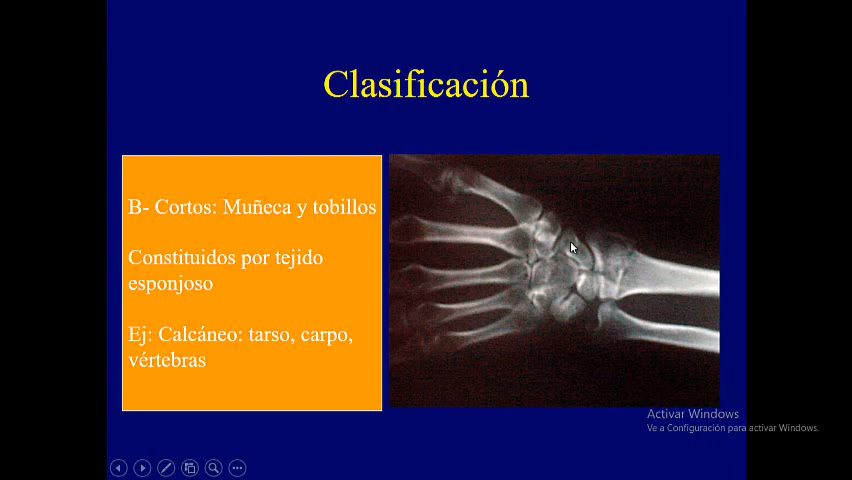 Clasificación
B- Cortos: Muñeca y tobillos
Constituidos por tejido
esponjoso
Ej: Calcáneo: tarso, carpo,
vértebras
Activar Windows
Ve a Configuración para activar Windows.